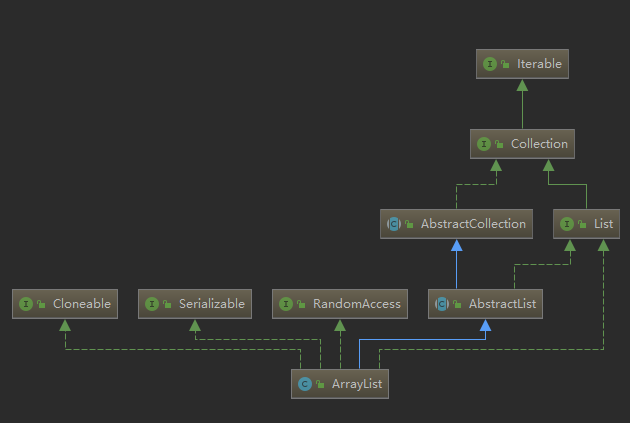 I Iterable
I Collection
C AbstractCollection
I List
I Cloneable
I Serializable
I RandomAccess
C AbstractList
C ArrayList